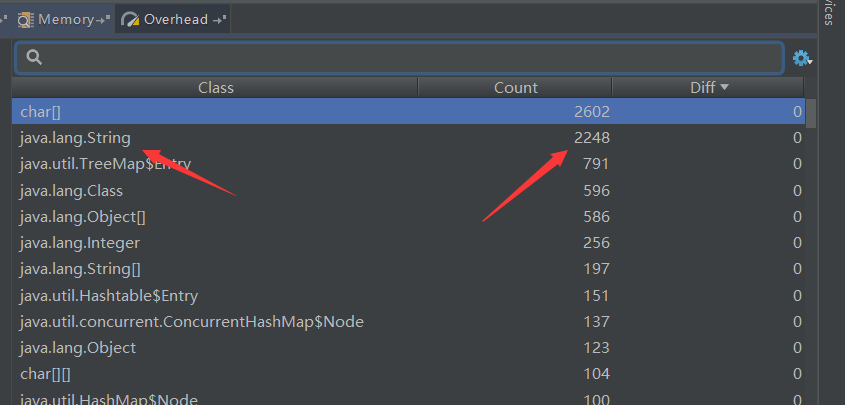 Memory Overhead
Class Count Diff
char[] 2602 0
java.lang.String 2248 0
java.util.TreeMap$Entry 791 0
java.lang.Class 596 0
java.lang.Object[] 586 0
java.lang.Integer 256 0
java.lang.String[] 197 0
java.util.Hashtable$Entry 151 0
java.util.concurrent.ConcurrentHashMap$Node 137 0
java.lang.Object 123 0
char[][] 104 0
java.util.HashMap$Node 100 0